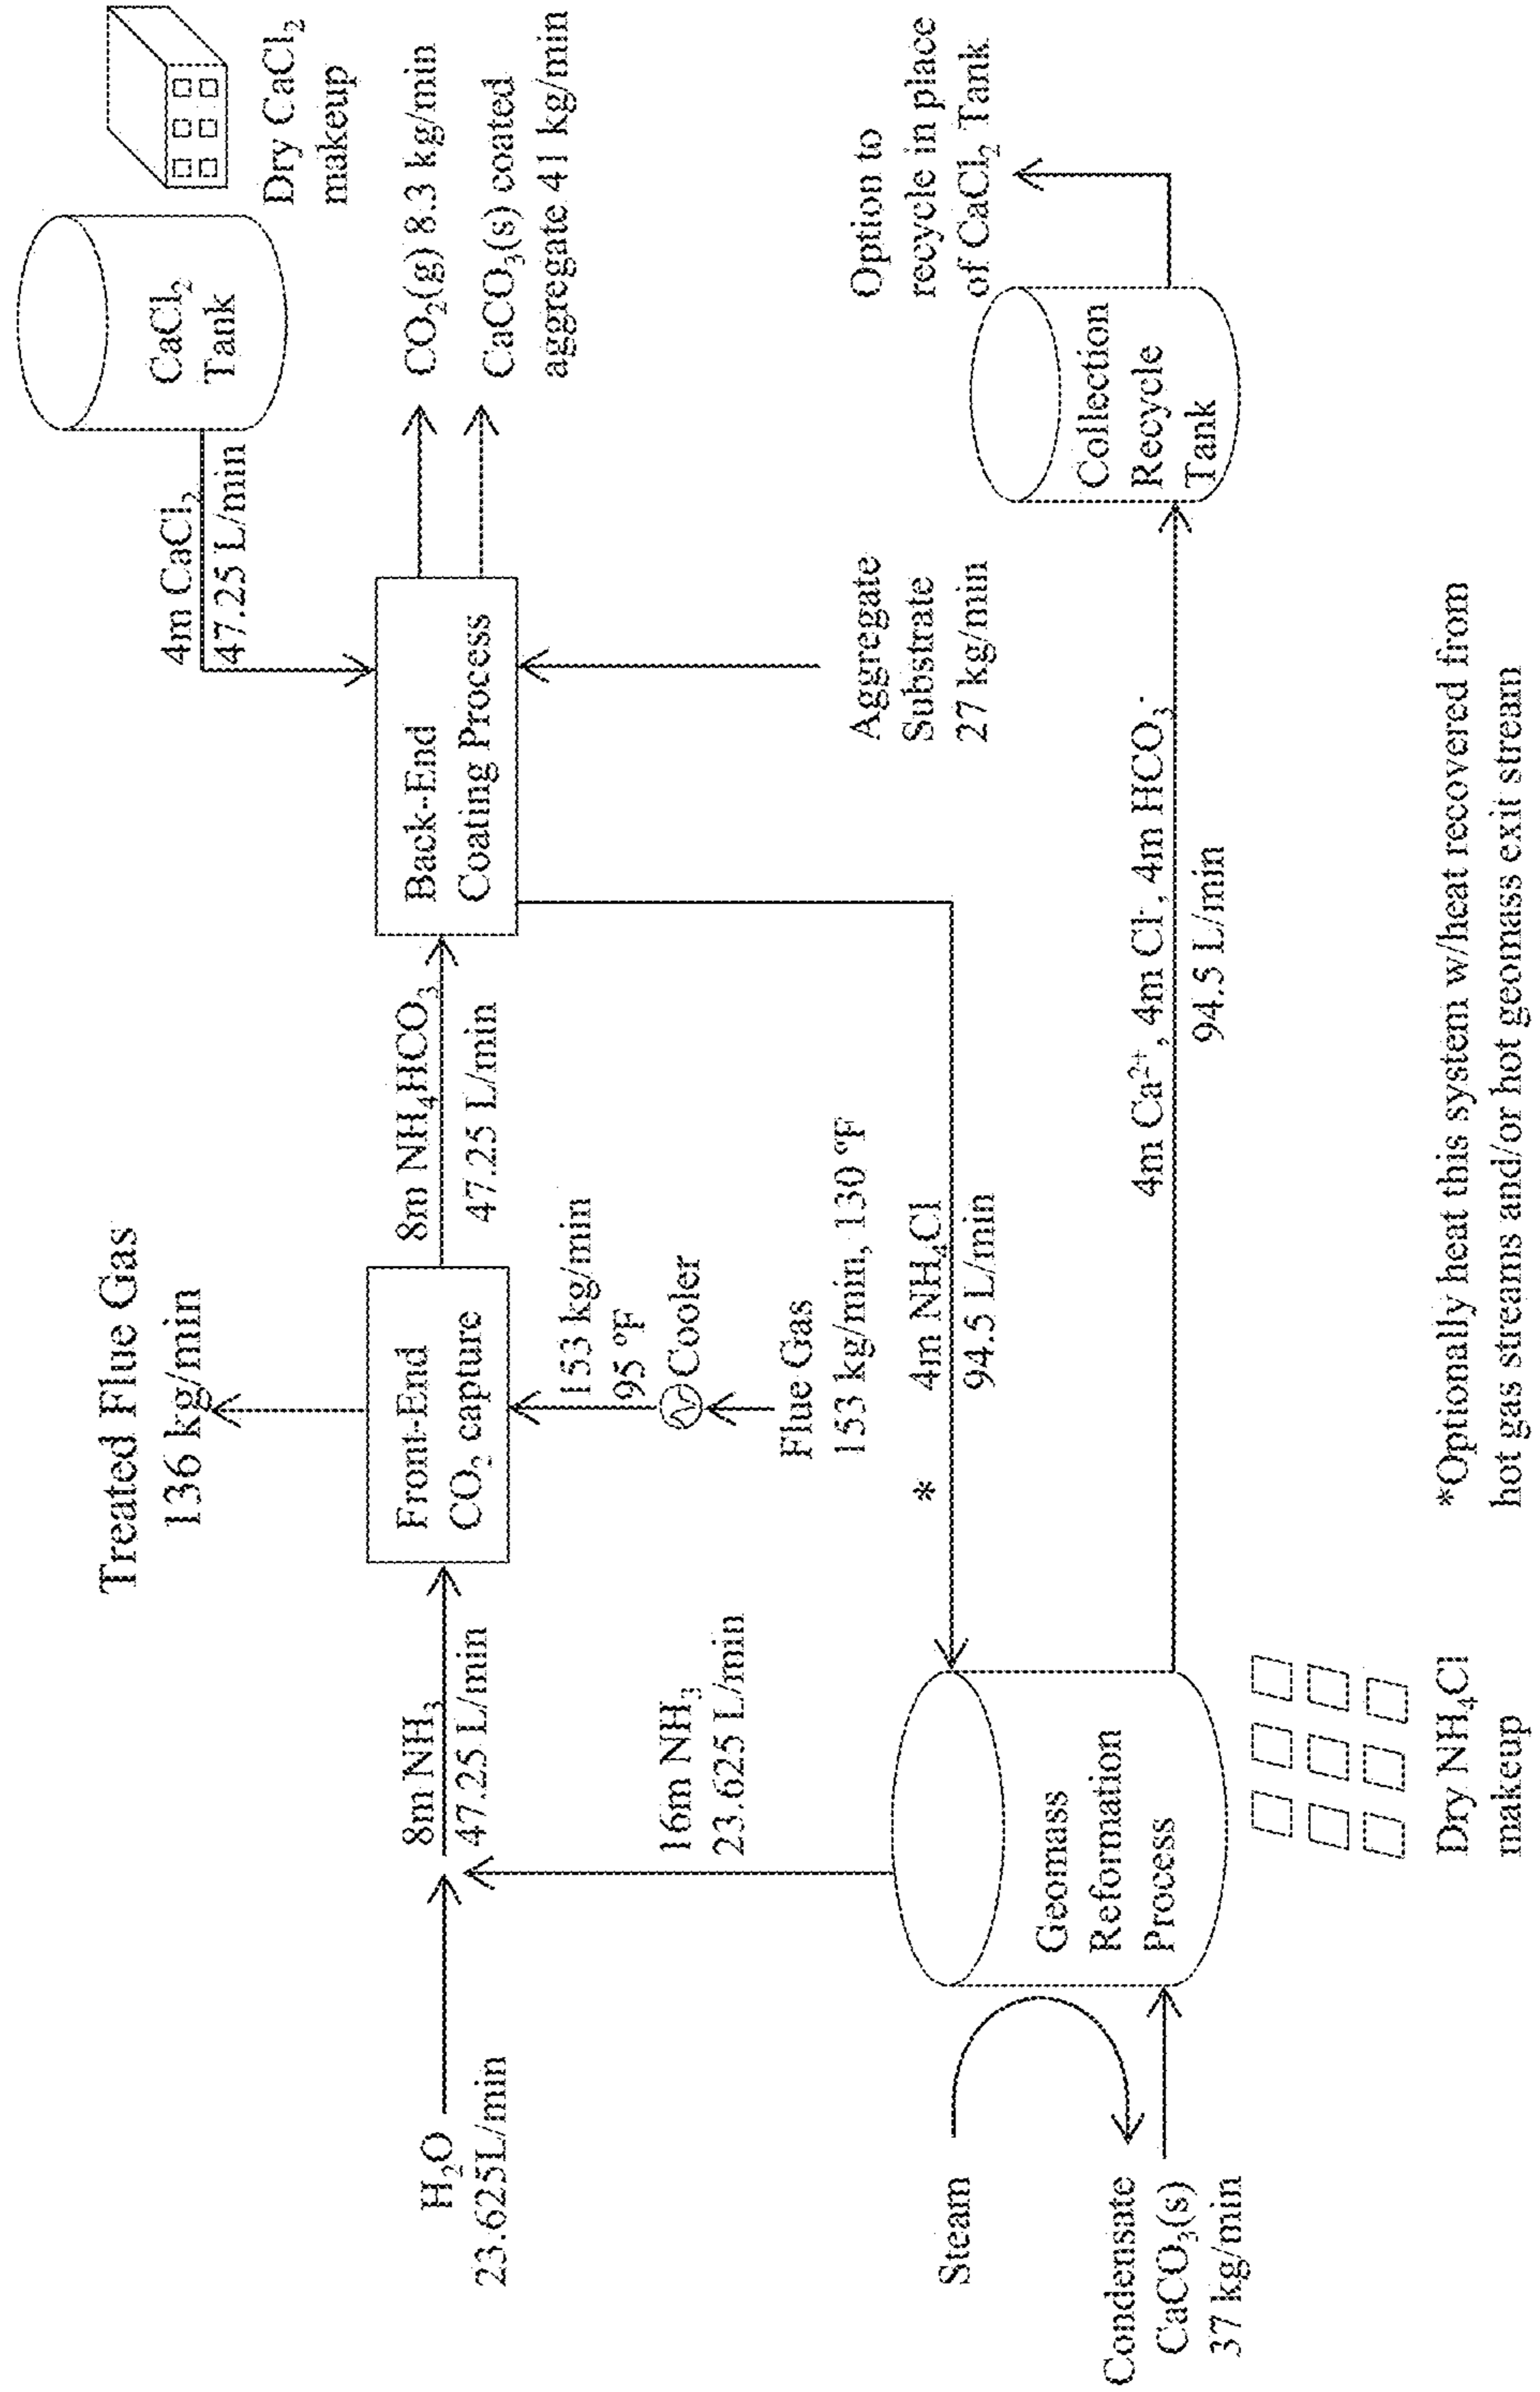 Treated Flue Gas
136 kg/min
Dry CaCl₂
makeup
CaCl₂
Tank
4m CaCl₂
47.25 L/min
H₂O
23.625L/min
8m NH₃
47.25 L/min
Front-End
CO₂ capture
8m NH₄HCO₃
47.25 L/min
Back-End
Coating Process
CO₂(g) 8.3 kg/min
CaCO₃(s) coated
aggregate 41 kg/min
16m NH₃
23.625 L/min
153 kg/min
95 °F
Cooler
Flue Gas
153 kg/min, 130 °F
Aggregate
Substrate
27 kg/min
Option to
recycle in place
of CaCl₂ Tank
*
4m NH₄Cl
94.5 L/min
Steam
Condensate
CaCO₃(s)
37 kg/min
Geomass
Reformation
Process
4m Ca²⁺, 4m Cl⁻, 4m HCO₃⁻
94.5 L/min
Collection
Recycle
Tank
Dry NH₄Cl
makeup
*Optionally heat this system w/heat recovered from
hot gas streams and/or hot geomass exit stream